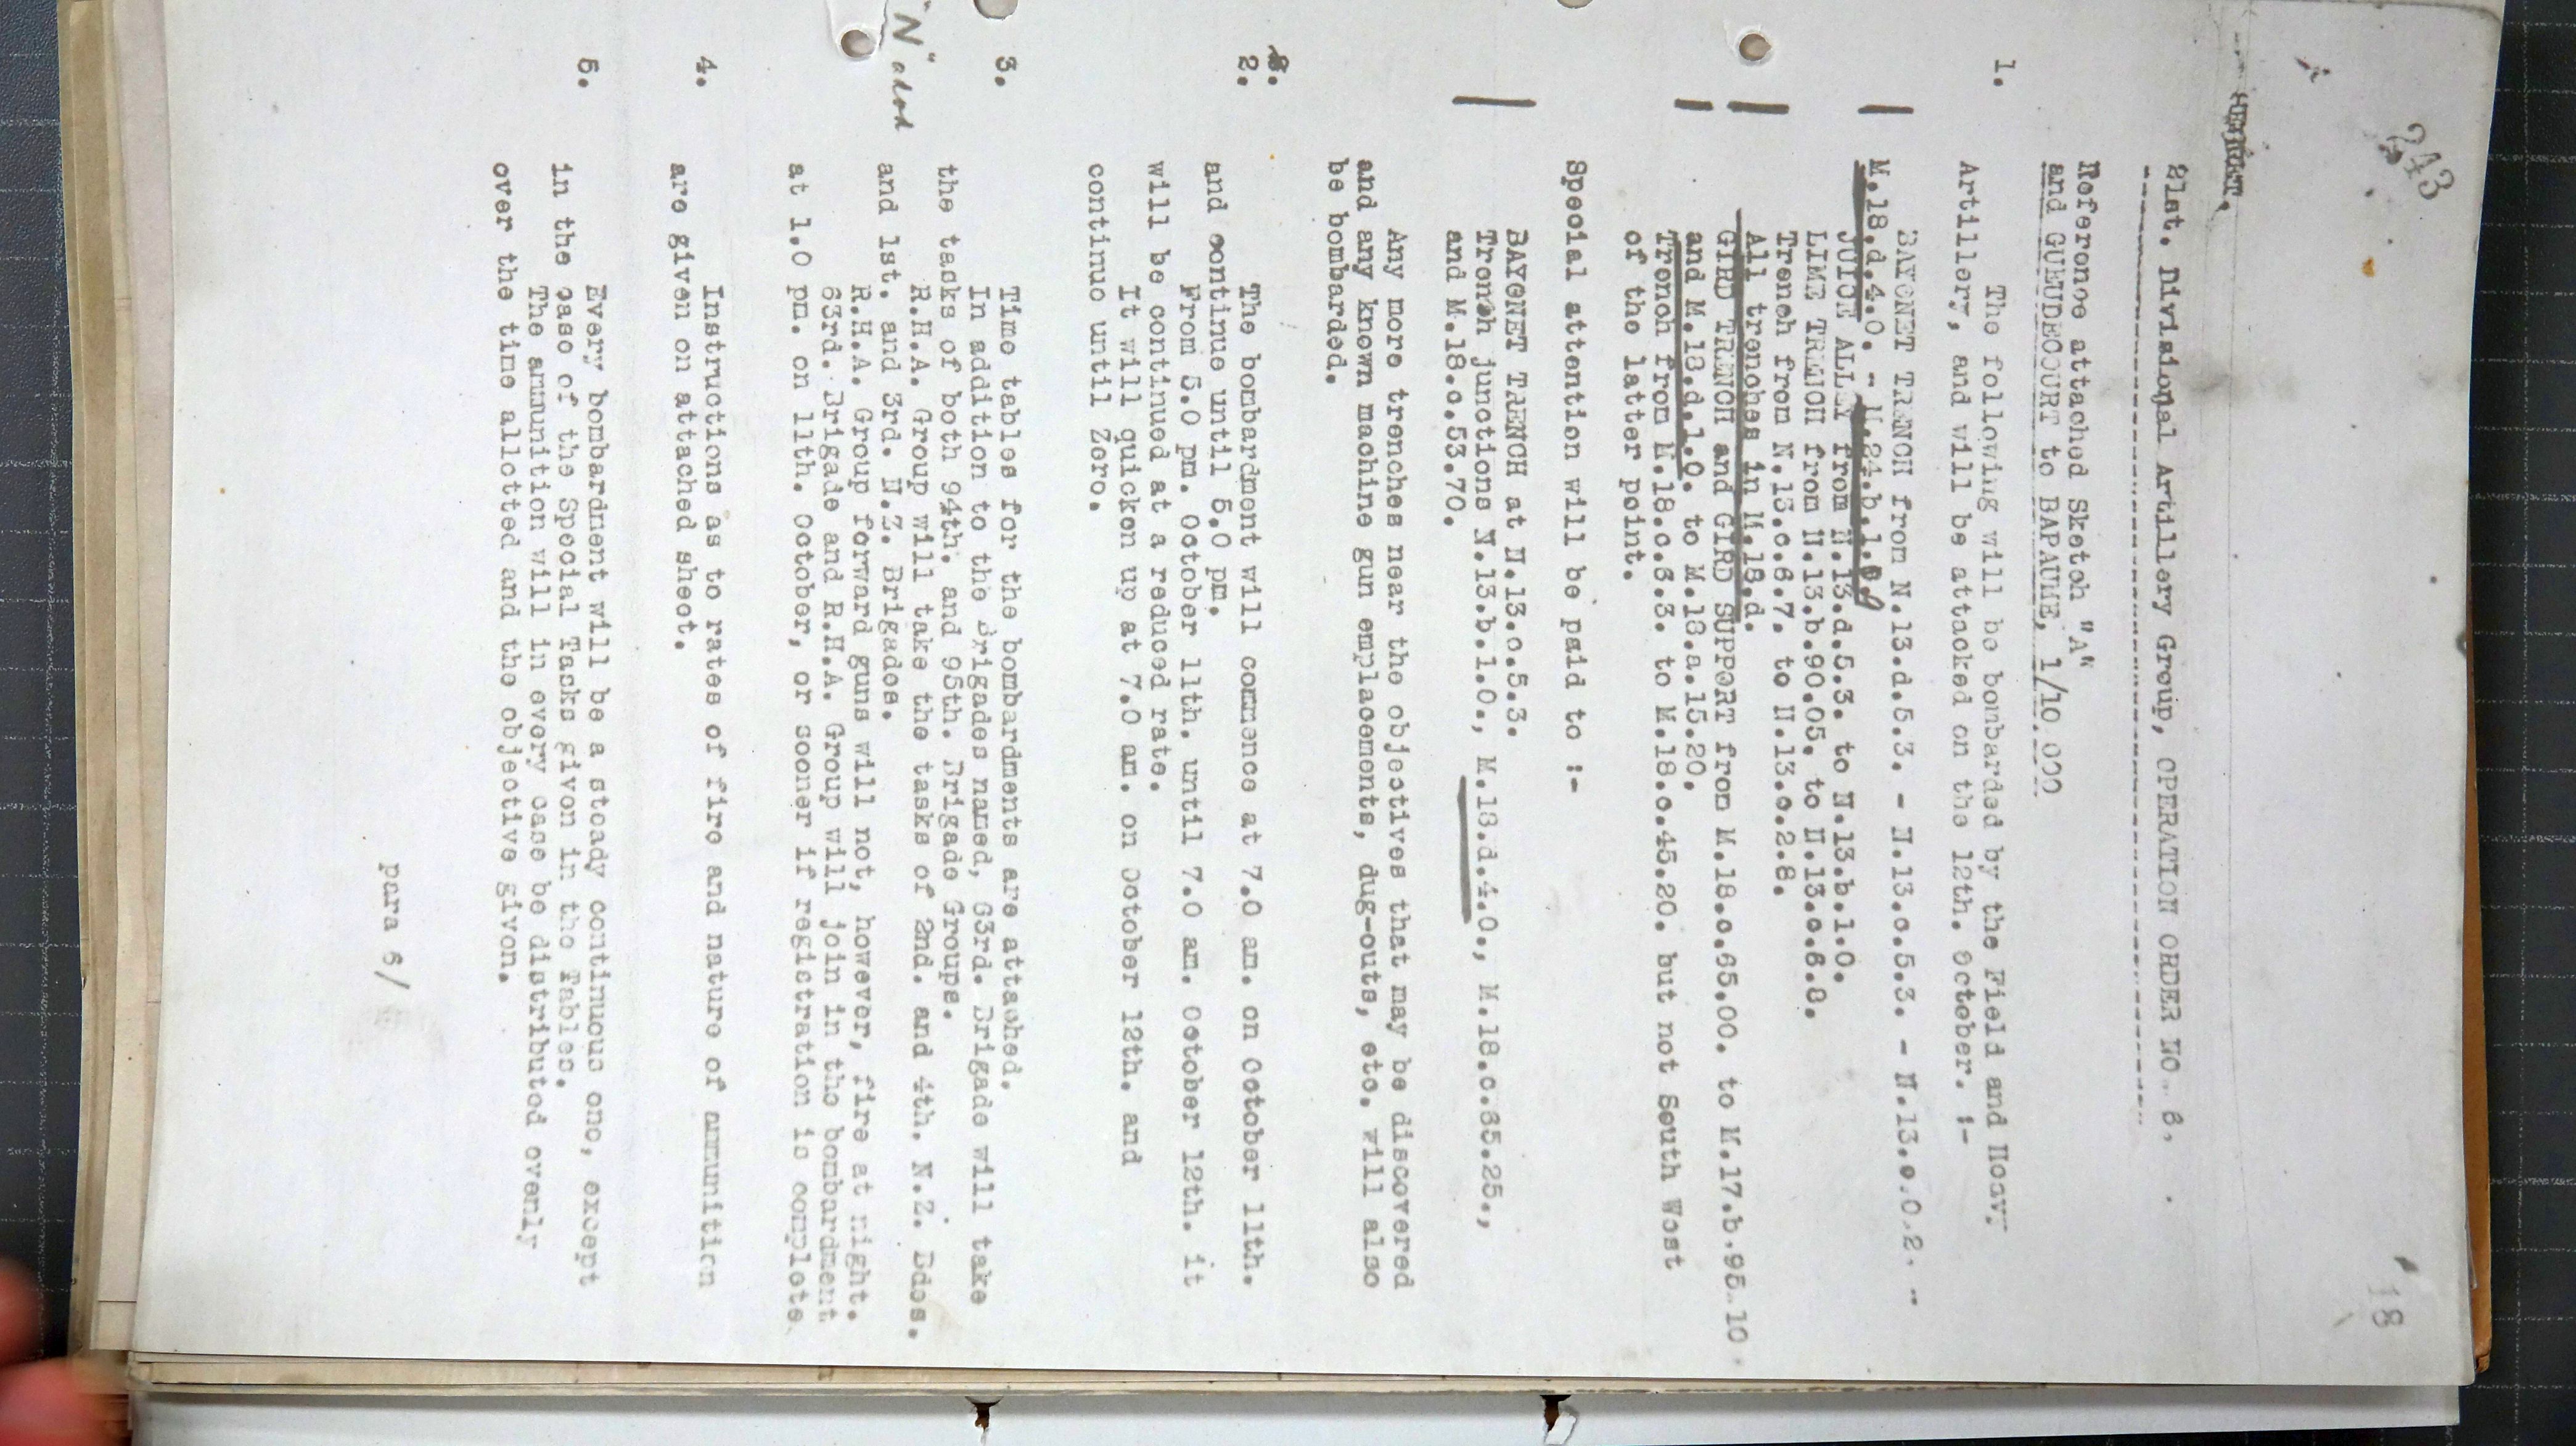 243
18
SECRET.
21st. Divisional Artillery Group, OPERATION ORDER NO. 6.
Reference attached Sketch "A"
and GUEUDECOURT to BAPAUME, 1/10.000
1. The following will be bombarded by the Field and Heavy
Artillery, and will be attacked on the 12th. October. :-
BAYONET TRENCH from N.13.d.5.3. - N.13.c.5.3. - N.13.c.0.2. -
M.18.d.4.0. - M.24.b.1.9.
JUICE ALLEY from N.13.d.5.3. to N.13.b.1.0.
LIME TRENCH from N.13.b.90.05. to N.13.c.6.8.
Trench from N.13.c.6.7. to N.13.c.2.8.
All trenches in M.18.d.
GIRD TRENCH and GIRD SUPPORT from M.18.c.65.00. to M.17.b.95.10.
and M.18.d.1.0. to M.18.a.15.20.
Trench from M.18.c.6.3. to M.18.c.45.20. but not South West
of the latter point.
Special attention will be paid to :-
BAYONET TRENCH at N.13.c.5.3.
Trench junctions N.13.b.1.0., M.18.d.4.0., M.18.c.65.25.,
and M.18.c.53.70.
Any more trenches near the objectives that may be discovered
and any known machine gun emplacements, dug-outs, etc. will also
be bombarded.
2. The bombardment will commence at 7.0 am. on October 11th.
and continue until 5.0 pm.
From 5.0 pm. October 11th. until 7.0 am. October 12th. it
will be continued at a reduced rate.
It will quicken up at 7.0 am. on October 12th. and
continue until Zero.
3. Time tables for the bombardments are attached.
In addition to the Brigades named, 63rd. Brigade will take
the tasks of both 94th. and 95th. Brigade Groups.
R.H.A. Group will take the tasks of 2nd. and 4th. N.Z. Bdes.
"N" and 1st. and 3rd. N.Z. Brigades.
R.H.A. Group forward guns will not, however, fire at night.
63rd. Brigade and R.H.A. Group will join in the bombardment
at 1.0 pm. on 11th. October, or sooner if registration is complete
4. Instructions as to rates of fire and nature of ammunition
are given on attached sheet.
5. Every bombardment will be a steady continuous one, except
in the case of the Special Tasks given in the Tables.
The ammunition will in every case be distributed evenly
over the time allotted and the objective given.
para 6/